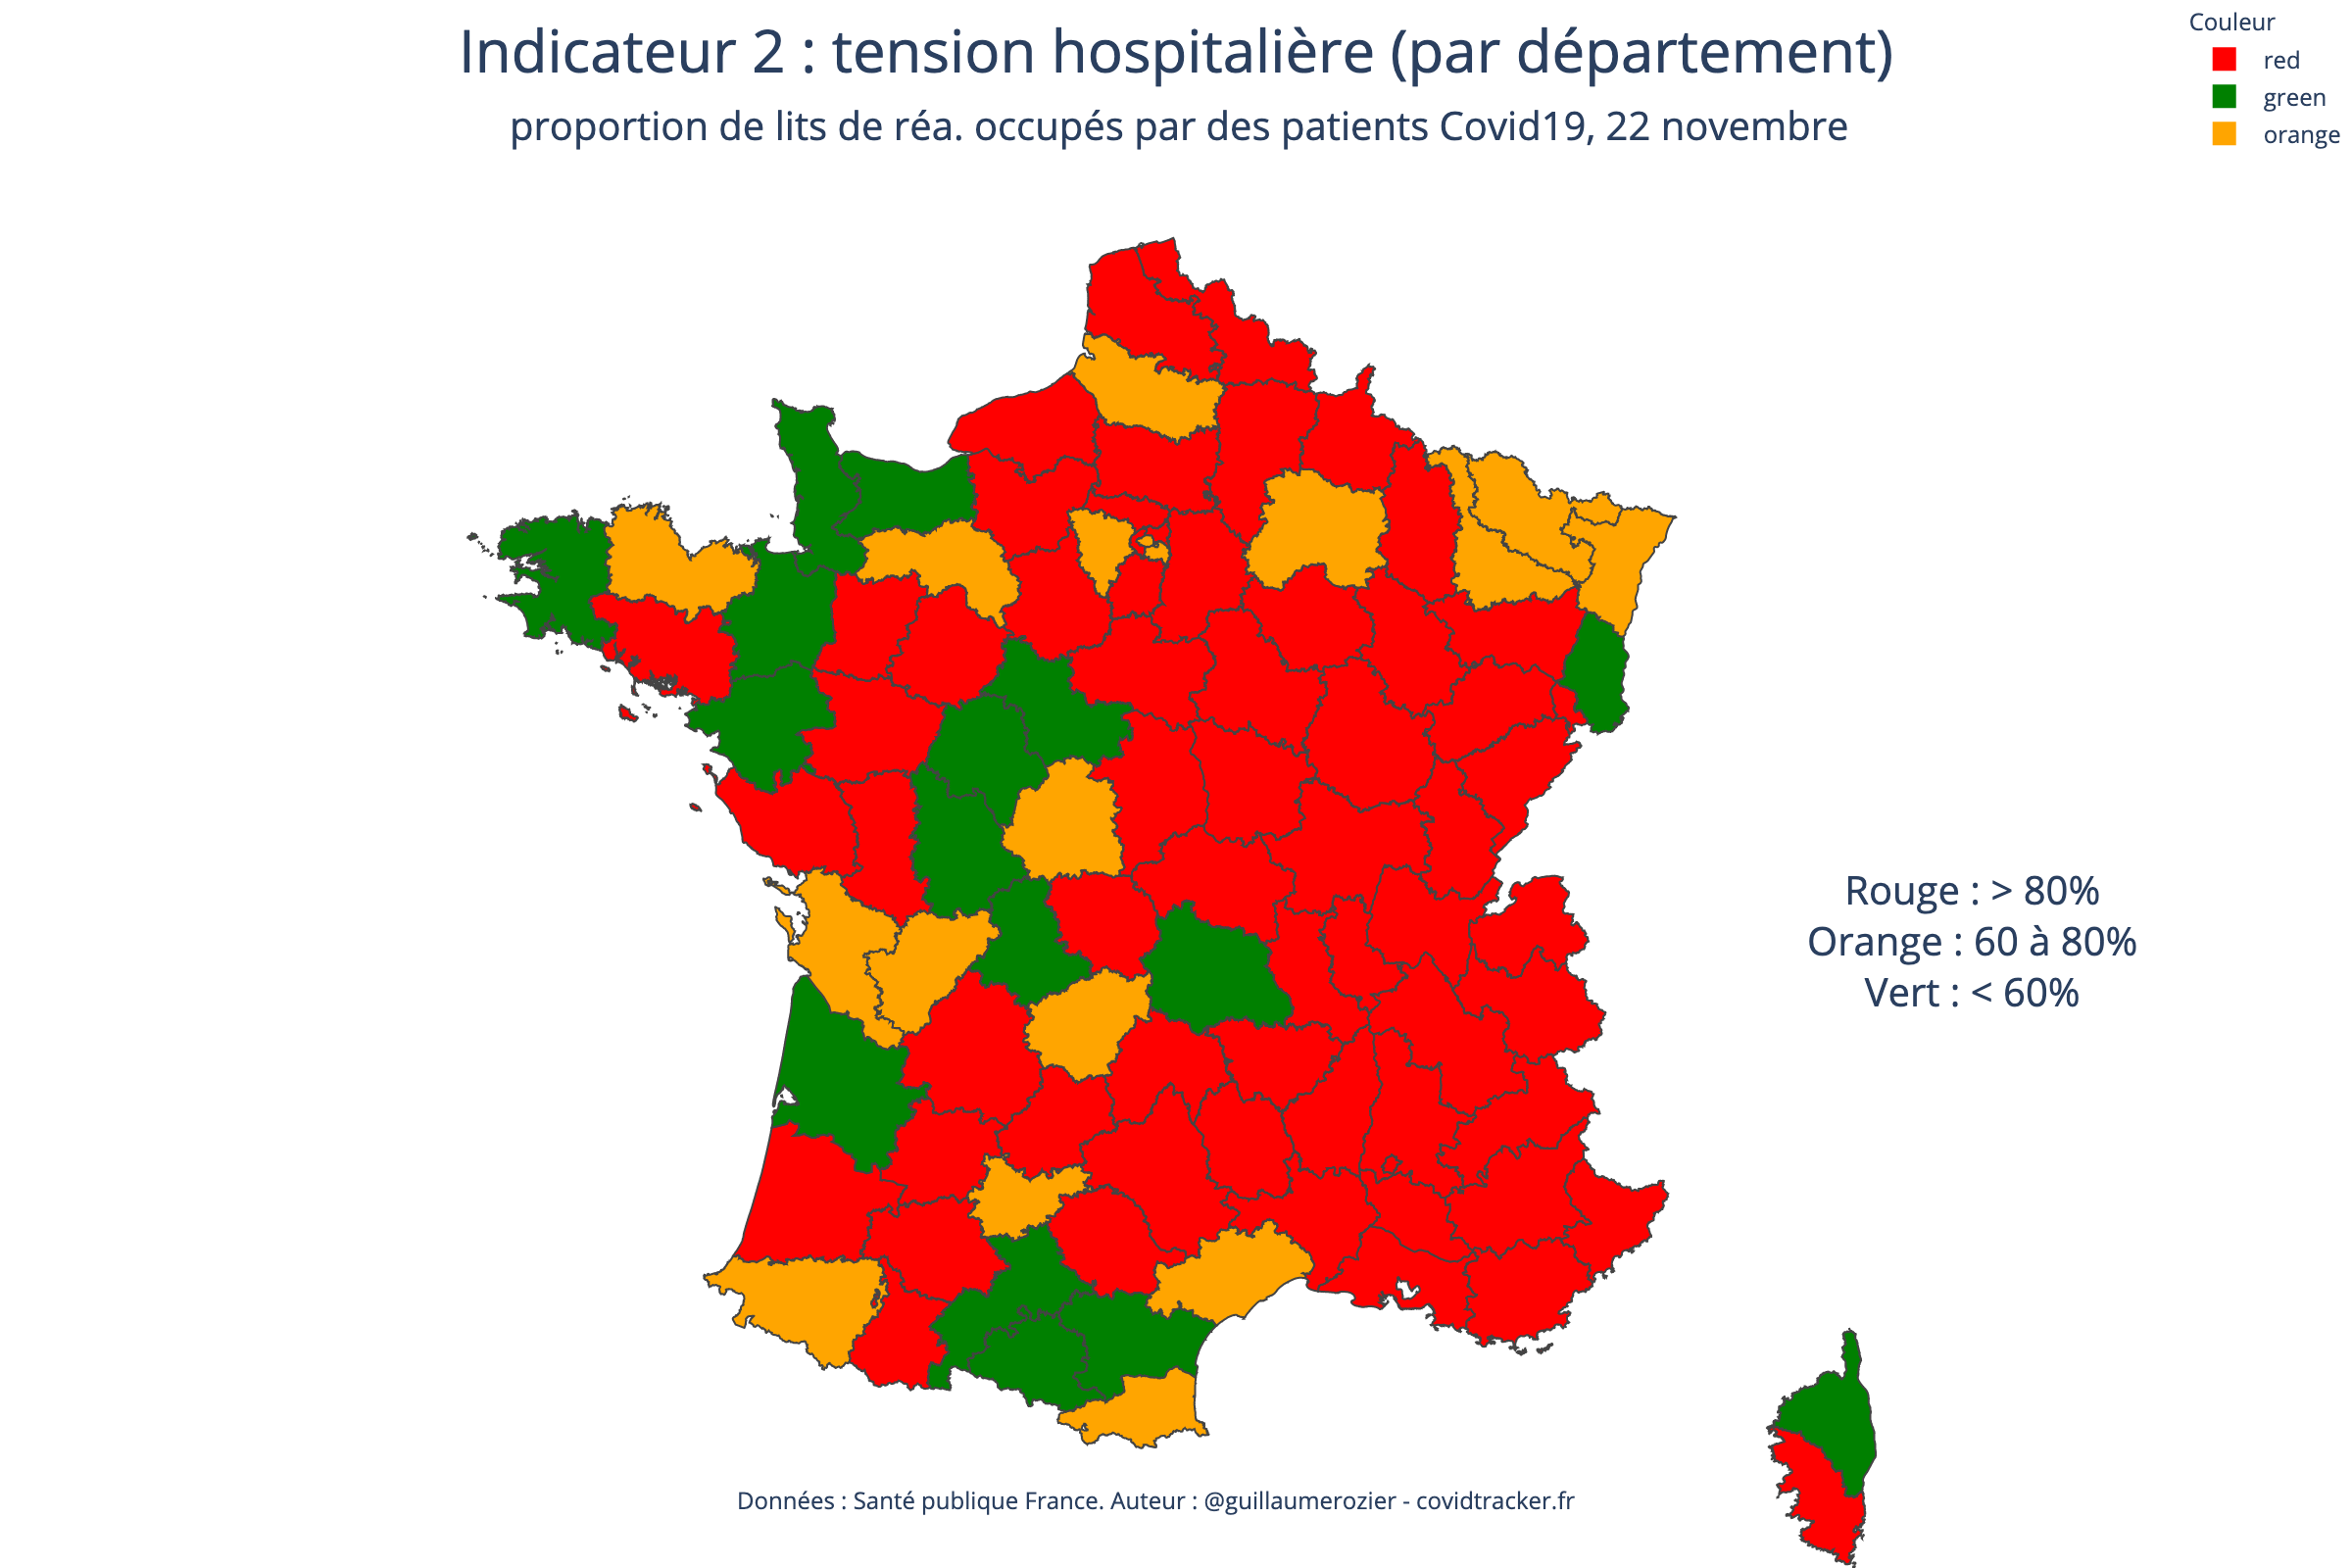 Indicateur 2 : tension hospitalière (par département)
proportion de lits de réa. occupés par des patients Covid19, 22 novembre
Couleur
red
green
orange
Rouge : > 80%
Orange : 60 à 80%
Vert : < 60%
Données : Santé publique France. Auteur : @guillaumerozier - covidtracker.fr